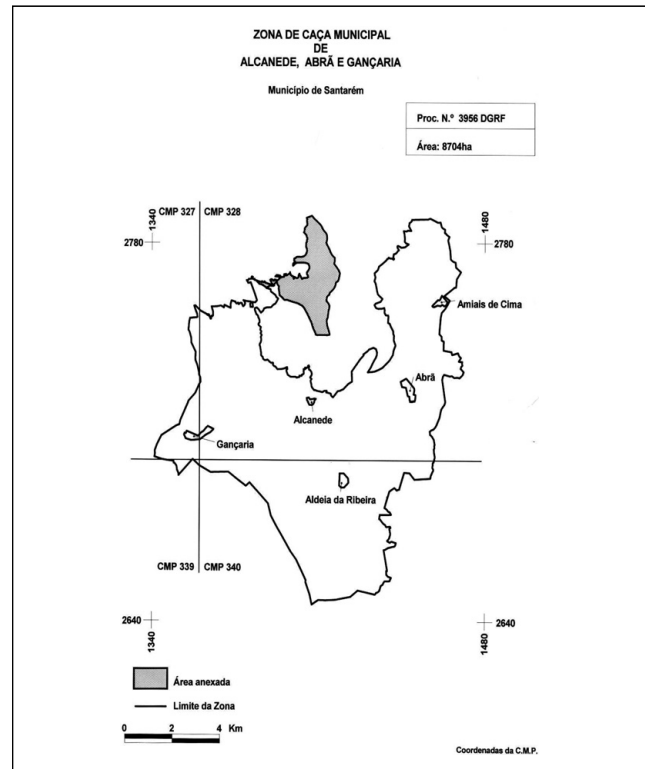 ZONA DE CAÇA MUNICIPAL
DE
ALCANEDE, ABRÃ E GANÇARIA
Município de Santarém
Proc. N.º 3956 DGRF
Área: 8704ha
1340
CMP 327
CMP 328
1480
2780
2780
Amiais de Cima
Abrã
Alcanede
Gançaria
Aldeia da Ribeira
CMP 339
CMP 340
2640
2640
1340
1480
Área anexada
Limite da Zona
0 2 4 Km
Coordenadas da C.M.P.